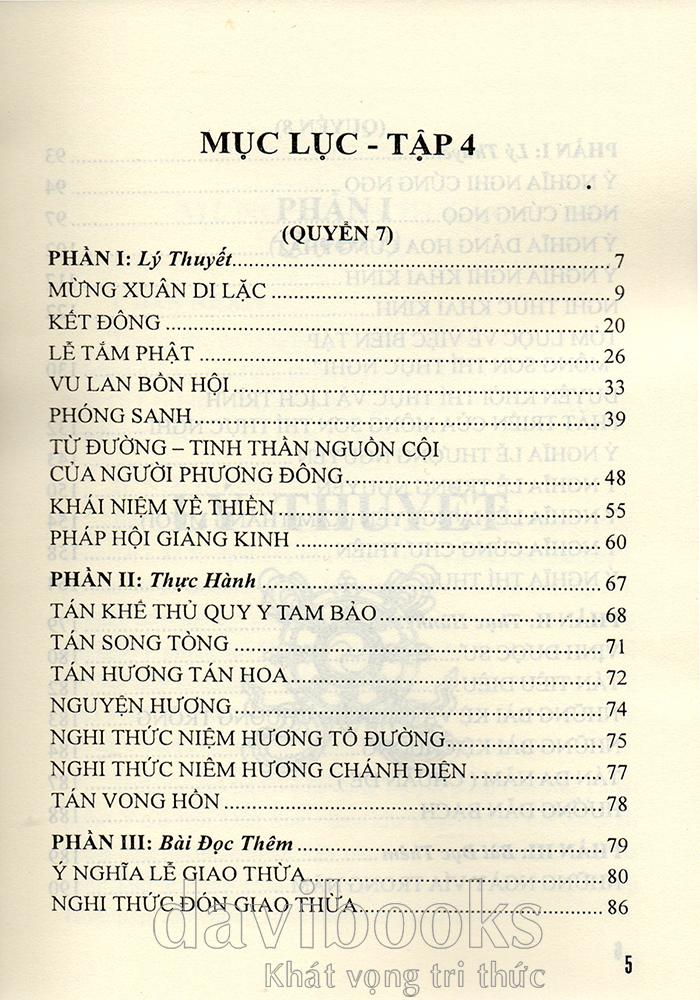 MỤC LỤC - TẬP 4
(QUYỂN 7)
PHẦN I: Lý Thuyết 7
MỪNG XUÂN DI LẶC 9
KẾT ĐÔNG 20
LỄ TẮM PHẬT 26
VU LAN BỒN HỘI 33
PHÓNG SANH 39
TỪ ĐƯỜNG – TINH THẦN NGUỒN CỘI
CỦA NGƯỜI PHƯƠNG ĐÔNG 48
KHÁI NIỆM VỀ THIỀN 55
PHÁP HỘI GIẢNG KINH 60
PHẦN II: Thực Hành 67
TÁN KHỂ THỦ QUY Y TAM BẢO 68
TÁN SONG TÒNG 71
TÁN HƯƠNG TÁN HOA 72
NGUYỆN HƯƠNG 74
NGHI THỨC NIỆM HƯƠNG TỔ ĐƯỜNG 75
NGHI THỨC NIÊM HƯƠNG CHÁNH ĐIỆN 77
TÁN VONG HỒN 78
PHẦN III: Bài Đọc Thêm 79
Ý NGHĨA LỄ GIAO THỪA 80
NGHI THỨC ĐÓN GIAO THỪA 86
davibooks
Khát vọng tri thức
5